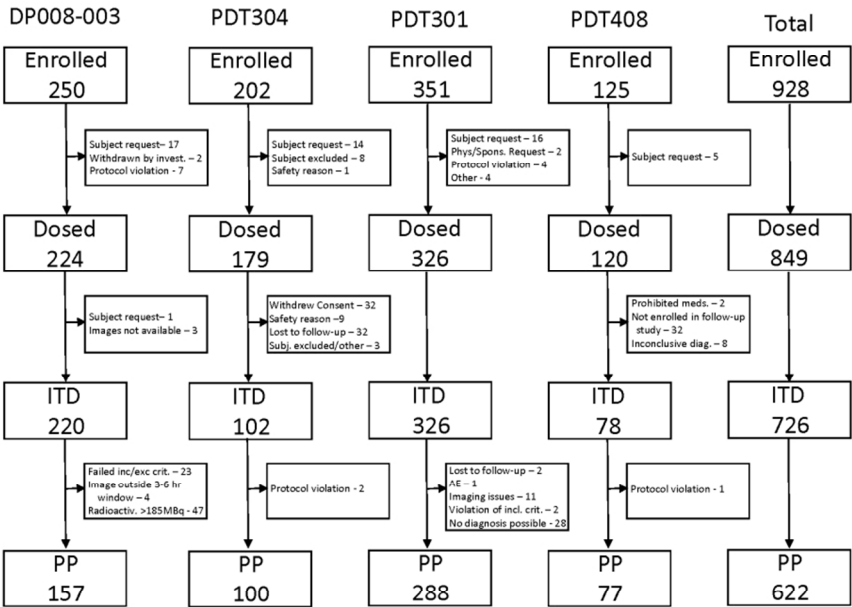 DP008-003
PDT304
PDT301
PDT408
Total
Enrolled
250
Enrolled
202
Enrolled
351
Enrolled
125
Enrolled
928
Subject request– 17
Withdrawn by invest. – 2
Protocol violation - 7
Subject request – 14
Subject excluded – 8
Safety reason – 1
Subject request – 16
Phys/Spons. Request – 2
Protocol violation – 4
Other - 4
Subject request – 5
Dosed
224
Dosed
179
Dosed
326
Dosed
120
Dosed
849
Subject request– 1
Images not available – 3
Withdrew Consent – 32
Safety reason –9
Lost to follow-up – 32
Subj. excluded/other – 3
Prohibited meds. – 2
Not enrolled in follow-up
study – 32
Inconclusive diag. – 8
ITD
220
ITD
102
ITD
326
ITD
78
ITD
726
Failed inc/exc crit. – 23
Image outside 3-6 hr
window – 4
Radioactiv. >185MBq - 47
Protocol violation - 2
Lost to follow-up – 2
AE – 1
Imaging issues – 11
Violation of incl. crit. – 2
No diagnosis possible - 28
Protocol violation - 1
PP
157
PP
100
PP
288
PP
77
PP
622